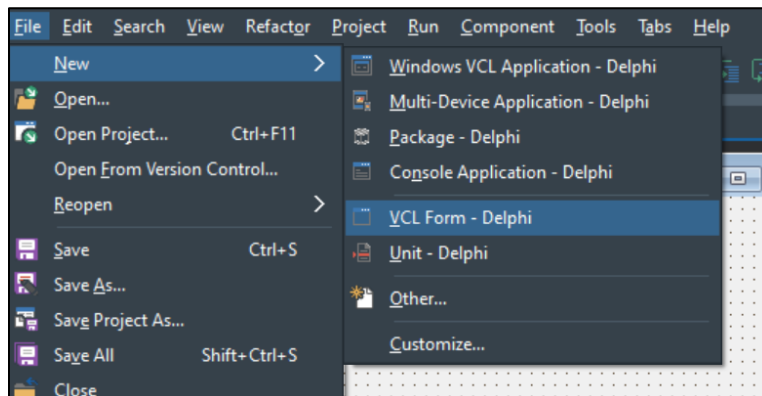 File Edit Search View Refactor Project Run Component Tools Tabs Help
New
Open...
Open Project... Ctrl+F11
Open From Version Control...
Reopen
Save Ctrl+S
Save As...
Save Project As...
Save All Shift+Ctrl+S
Close
Windows VCL Application - Delphi
Multi-Device Application - Delphi
Package - Delphi
Console Application - Delphi
VCL Form - Delphi
Unit - Delphi
Other...
Customize...